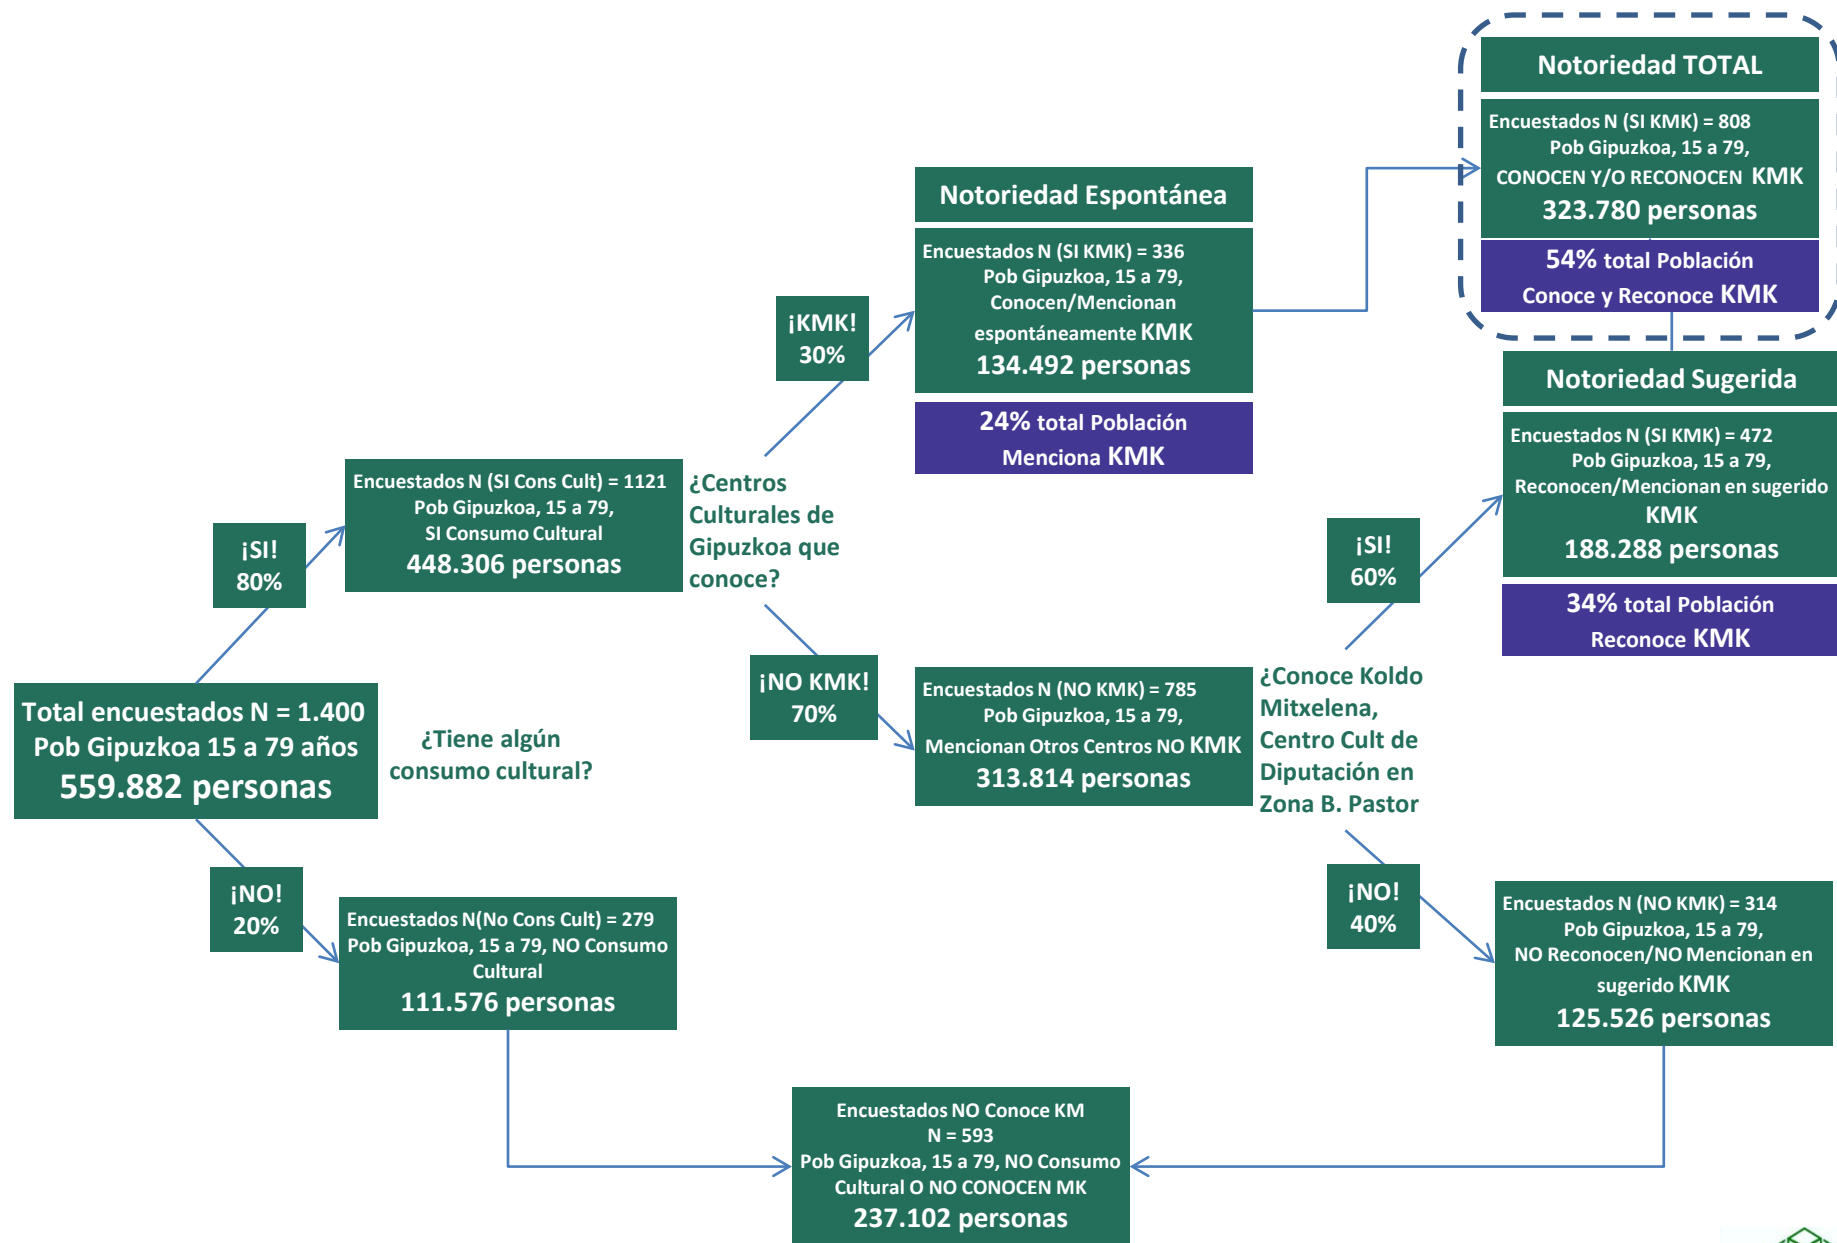 Notoriedad TOTAL
Encuestados N (SI KMK) = 808
Pob Gipuzkoa, 15 a 79,
CONOCEN Y/O RECONOCEN KMK
323.780 personas
54% total Población
Conoce y Reconoce KMK
Notoriedad Espontánea
Encuestados N (SI KMK) = 336
Pob Gipuzkoa, 15 a 79,
Conocen/Mencionan
espontáneamente KMK
134.492 personas
24% total Población
Menciona KMK
¡KMK!
30%
Notoriedad Sugerida
Encuestados N (SI KMK) = 472
Pob Gipuzkoa, 15 a 79,
Reconocen/Mencionan en sugerido
KMK
188.288 personas
34% total Población
Reconoce KMK
Encuestados N (SI Cons Cult) = 1121
Pob Gipuzkoa, 15 a 79,
SI Consumo Cultural
448.306 personas
¿Centros
Culturales de
Gipuzkoa que
conoce?
¡SI!
80%
¡SI!
60%
Total encuestados N = 1.400
Pob Gipuzkoa 15 a 79 años
559.882 personas
¿Tiene algún
consumo cultural?
¡NO KMK!
70%
Encuestados N (NO KMK) = 785
Pob Gipuzkoa, 15 a 79,
Mencionan Otros Centros NO KMK
313.814 personas
¿Conoce Koldo
Mitxelena,
Centro Cult de
Diputación en
Zona B. Pastor
¡NO!
20%
Encuestados N(No Cons Cult) = 279
Pob Gipuzkoa, 15 a 79, NO Consumo
Cultural
111.576 personas
¡NO!
40%
Encuestados N (NO KMK) = 314
Pob Gipuzkoa, 15 a 79,
NO Reconocen/NO Mencionan en
sugerido KMK
125.526 personas
Encuestados NO Conoce KM
N = 593
Pob Gipuzkoa, 15 a 79, NO Consumo
Cultural O NO CONOCEN MK
237.102 personas